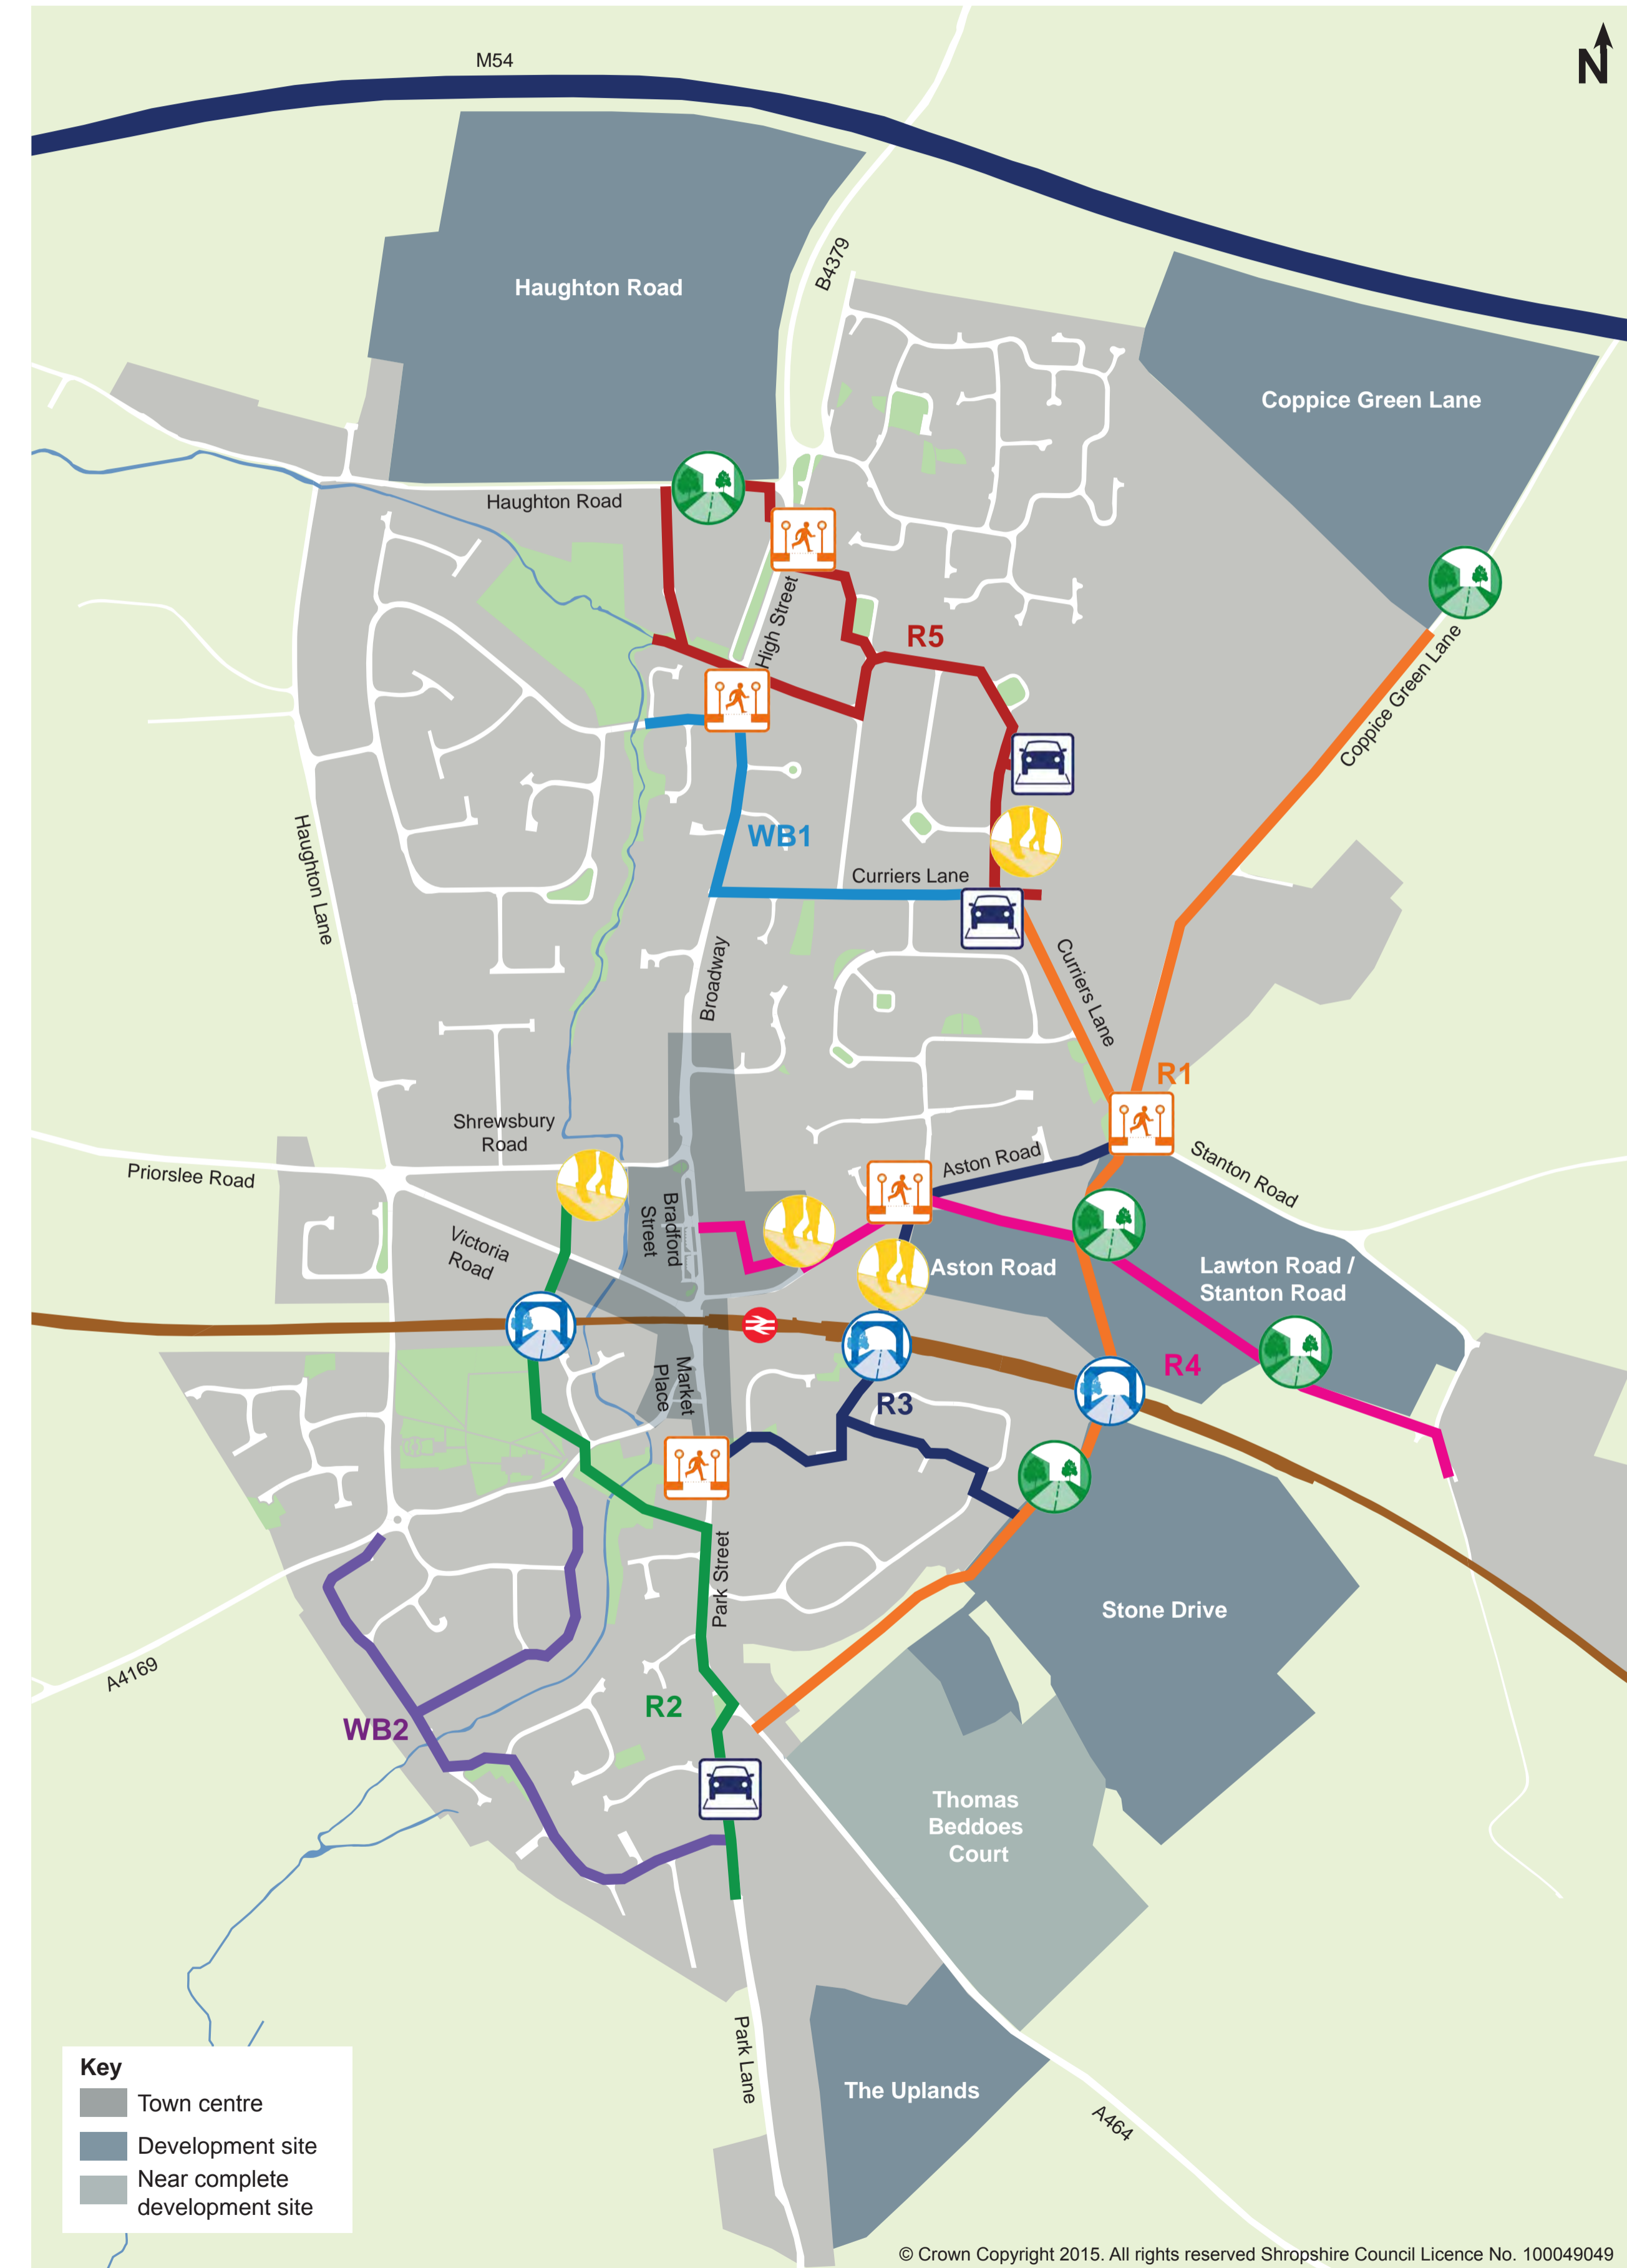 M54
N
Haughton Road
B4379
Coppice Green Lane
Haughton Road
High Street
R5
Coppice Green Lane
WB1
Haughton Lane
Curriers Lane
Broadway
Curriers Lane
R1
Shrewsbury
Road
Aston Road
Stanton Road
Priorslee Road
Bradford
Street
Victoria
Road
Aston Road
Lawton Road /
Stanton Road
R4
Market
Place
R3
Park Street
Stone Drive
A4169
R2
WB2
Thomas
Beddoes
Court
Park Lane
The Uplands
A464
Key
Town centre
Development site
Near complete
development site
© Crown Copyright 2015. All rights reserved Shropshire Council Licence No. 100049049